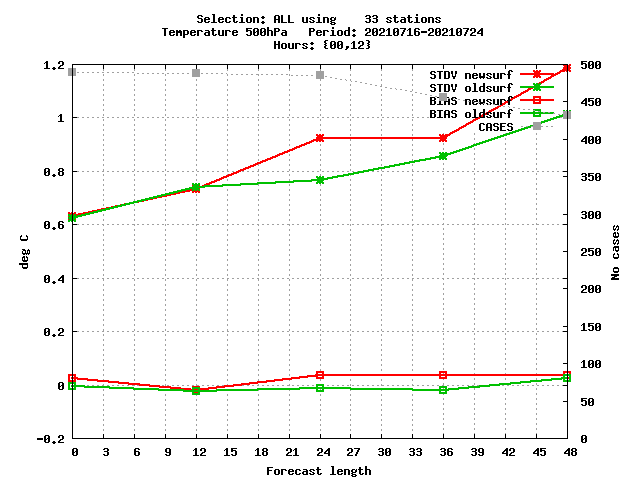 Selection: ALL using    33 stations
Temperature 500hPa   Period: 20210716-20210724
Hours: {00,12}
STDV newsurf
STDV oldsurf
BIAS newsurf
BIAS oldsurf
CASES
1,2
1
0,8
0,6
0,4
0,2
0
-0,2
deg C
500
450
400
350
300
250
200
150
100
50
0
No cases
0 3 6 9 12 15 18 21 24 27 30 33 36 39 42 45 48
Forecast length